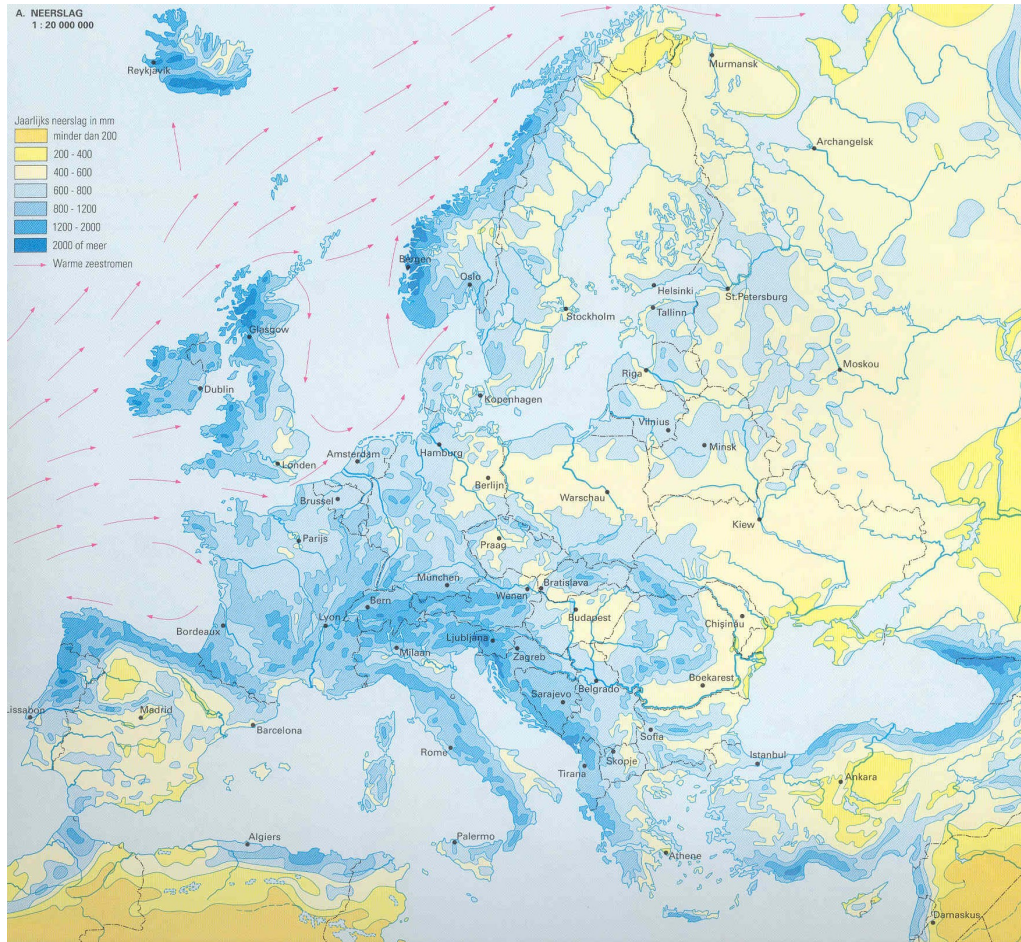 A. NEERSLAG
1 : 20 000 000
Reykjavik
Murmansk
Jaarlijks neerslag in mm
minder dan 200
200 - 400
400 - 600
600 - 800
800 - 1200
1200 - 2000
2000 of meer
Warme zeestromen
Archangelsk
Bergen
Oslo
Helsinki
St.Petersburg
Stockholm
Tallinn
Glasgow
Moskou
Riga
Dublin
Kopenhagen
Vilnius
Minsk
Hamburg
Amsterdam
Londen
Berlijn
Warschau
Brussel
Kiew
Parijs
Praag
München
Bratislava
Wenen
Bern
Budapest
Chişinău
Lyon
Bordeaux
Ljubljana
Milaan
Zagreb
Boekarest
Belgrado
Sarajevo
Lissabon
Madrid
Barcelona
Sofia
Rome
Skopje
Istanbul
Tirana
Ankara
Algiers
Palermo
Athene
Damaskus